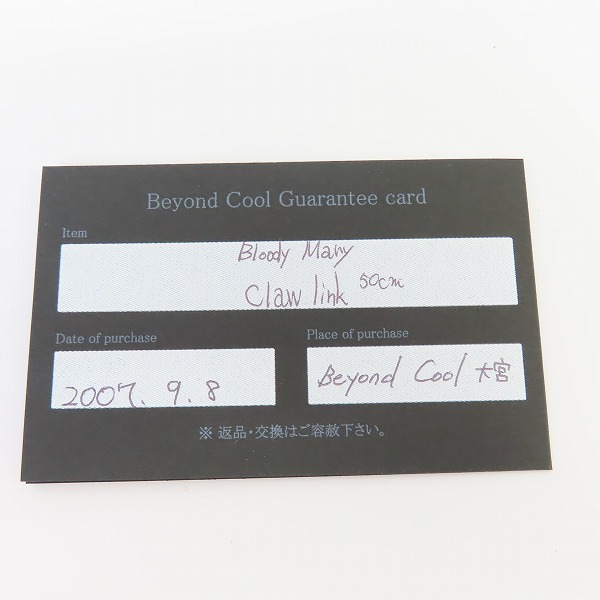 Beyond Cool Guarantee card
Item
Bloody Mary
Claw link 50cm
Date of purchase
2007. 9. 8
Place of purchase
Beyond Cool 大宮
※ 返品・交換はご容赦下さい。